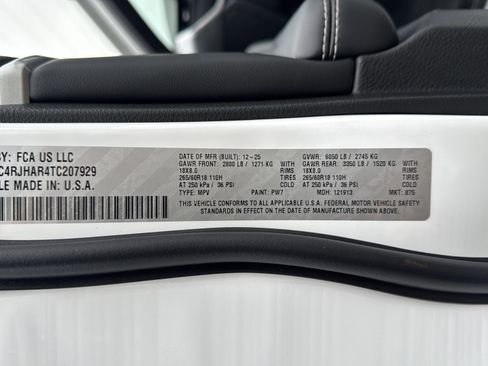 BY: FCA US LLC
C4RJHAR4TC207929
CLE MADE IN: U.S.A.
DATE OF MFR (BUILT): 12-25 GVWR: 6050 LB / 2745 KG
GAWR FRONT: 2800 LB / 1271 KG WITH GAWR REAR: 3350 LB / 1520 KG WITH
18X8.0 RIMS 18X8.0 RIMS
265/60R18 110H TIRES 265/60R18 110H TIRES
AT 250 kPa / 36 PSI AT 250 kPa / 36 PSI
TYPE: MPV PAINT: PW7 MDH: 121913 MKT: 875
THIS VEHICLE CONFORMS TO ALL APPLICABLE U.S.A. FEDERAL MOTOR VEHICLE SAFETY
STANDARDS IN EFFECT ON THE DATE OF MANUFACTURE SHOWN ABOVE